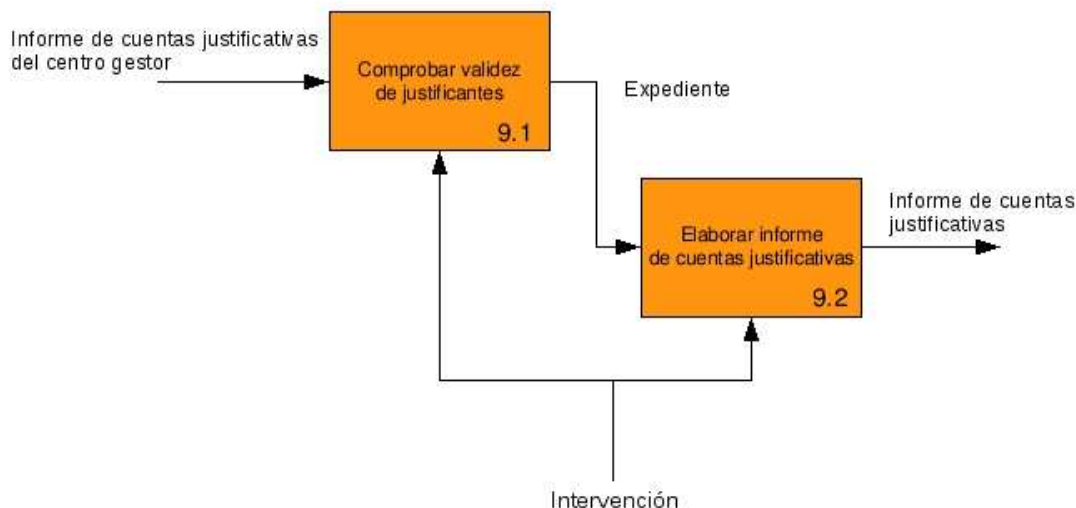 Informe de cuentas justificativas
del centro gestor
Comprobar validez
de justificantes
9.1
Expediente
Elaborar informe
de cuentas justificativas
9.2
Informe de cuentas
justificativas
Intervención